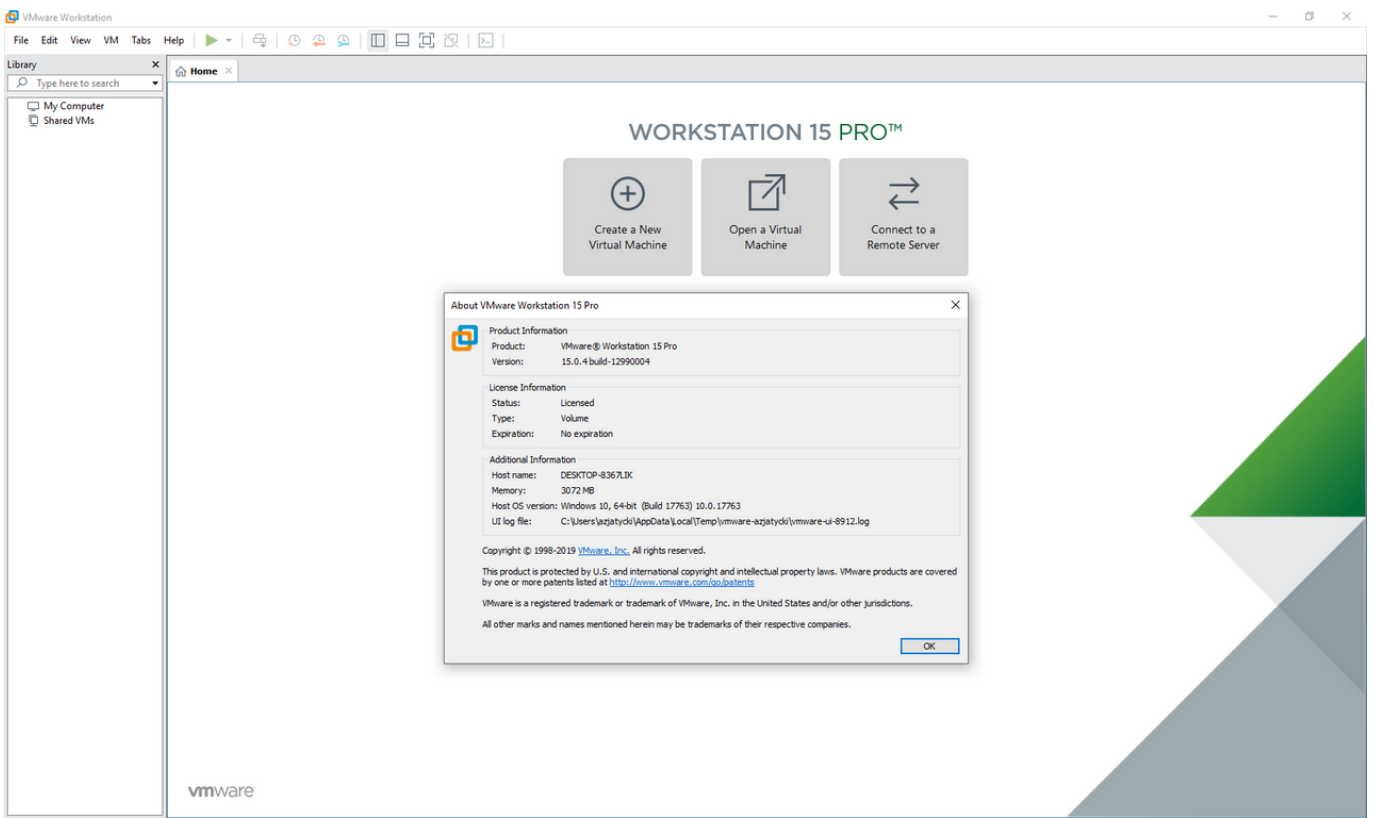 VMware Workstation
File Edit View VM Tabs Help
Library
Type here to search
My Computer
Shared VMs
Home
WORKSTATION 15 PRO™
Create a New
Virtual Machine
Open a Virtual
Machine
Connect to a
Remote Server
About VMware Workstation 15 Pro
Product Information
Product: VMware® Workstation 15 Pro
Version: 15.0.4 build-12990004
License Information
Status: Licensed
Type: Volume
Expiration: No expiration
Additional Information
Host name: DESKTOP-8367LIK
Memory: 3072 MB
Host OS version: Windows 10, 64-bit (Build 17763) 10.0.17763
UI log file: C:\Users\azjatycki\AppData\Local\Temp\vmware-azjatycki\vmware-ui-8912.log
Copyright © 1998-2019 VMware, Inc. All rights reserved.
This product is protected by U.S. and international copyright and intellectual property laws. VMware products are covered
by one or more patents listed at http://www.vmware.com/go/patents
VMware is a registered trademark or trademark of VMware, Inc. in the United States and/or other jurisdictions.
All other marks and names mentioned herein may be trademarks of their respective companies.
OK
vmware